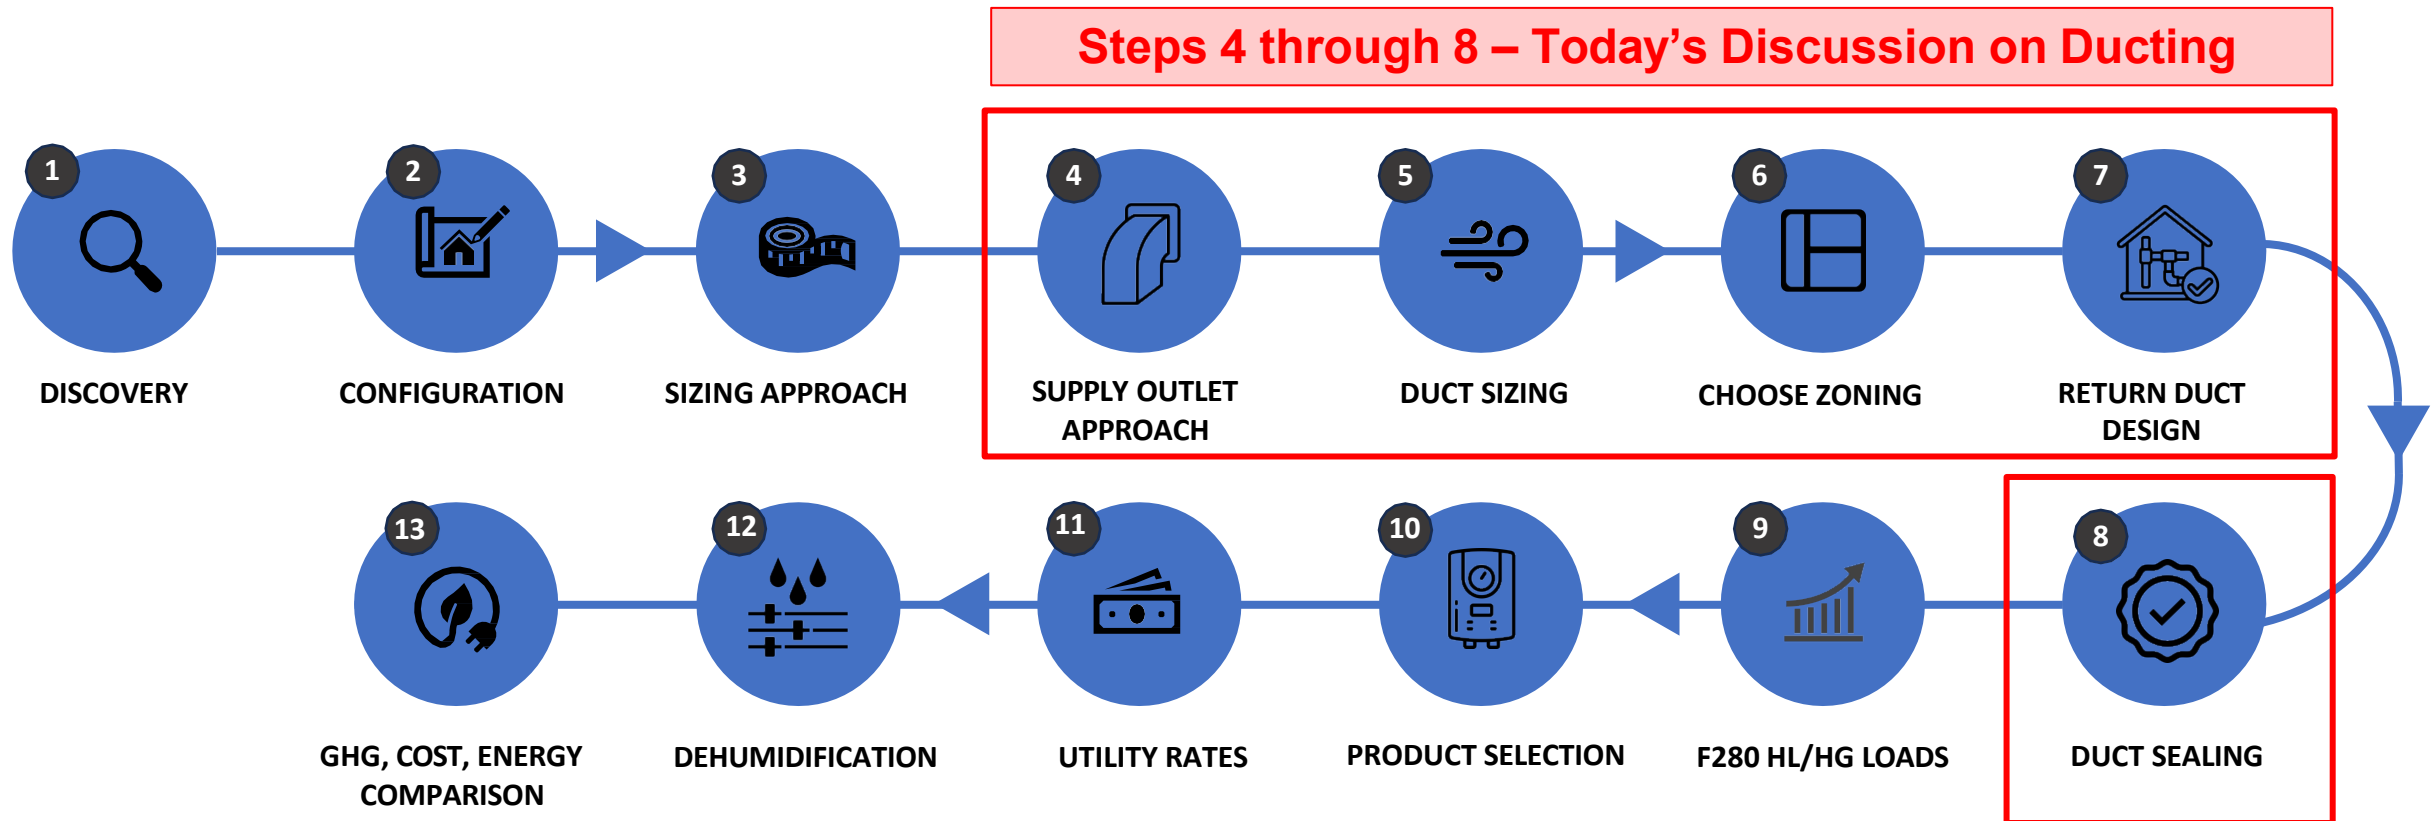 Steps 4 through 8 – Today's Discussion on Ducting
1
2
3
4
5
6
7
DISCOVERY
CONFIGURATION
SIZING APPROACH
SUPPLY OUTLET
APPROACH
DUCT SIZING
CHOOSE ZONING
RETURN DUCT
DESIGN
13
12
11
10
9
8
GHG, COST, ENERGY
COMPARISON
DEHUMIDIFICATION
UTILITY RATES
PRODUCT SELECTION
F280 HL/HG LOADS
DUCT SEALING